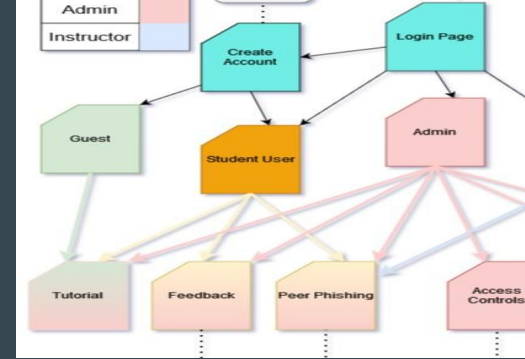 Admin
Instructor
Create
Account
Login Page
Guest
Student User
Admin
Tutorial
Feedback
Peer Phishing
Access
Controls